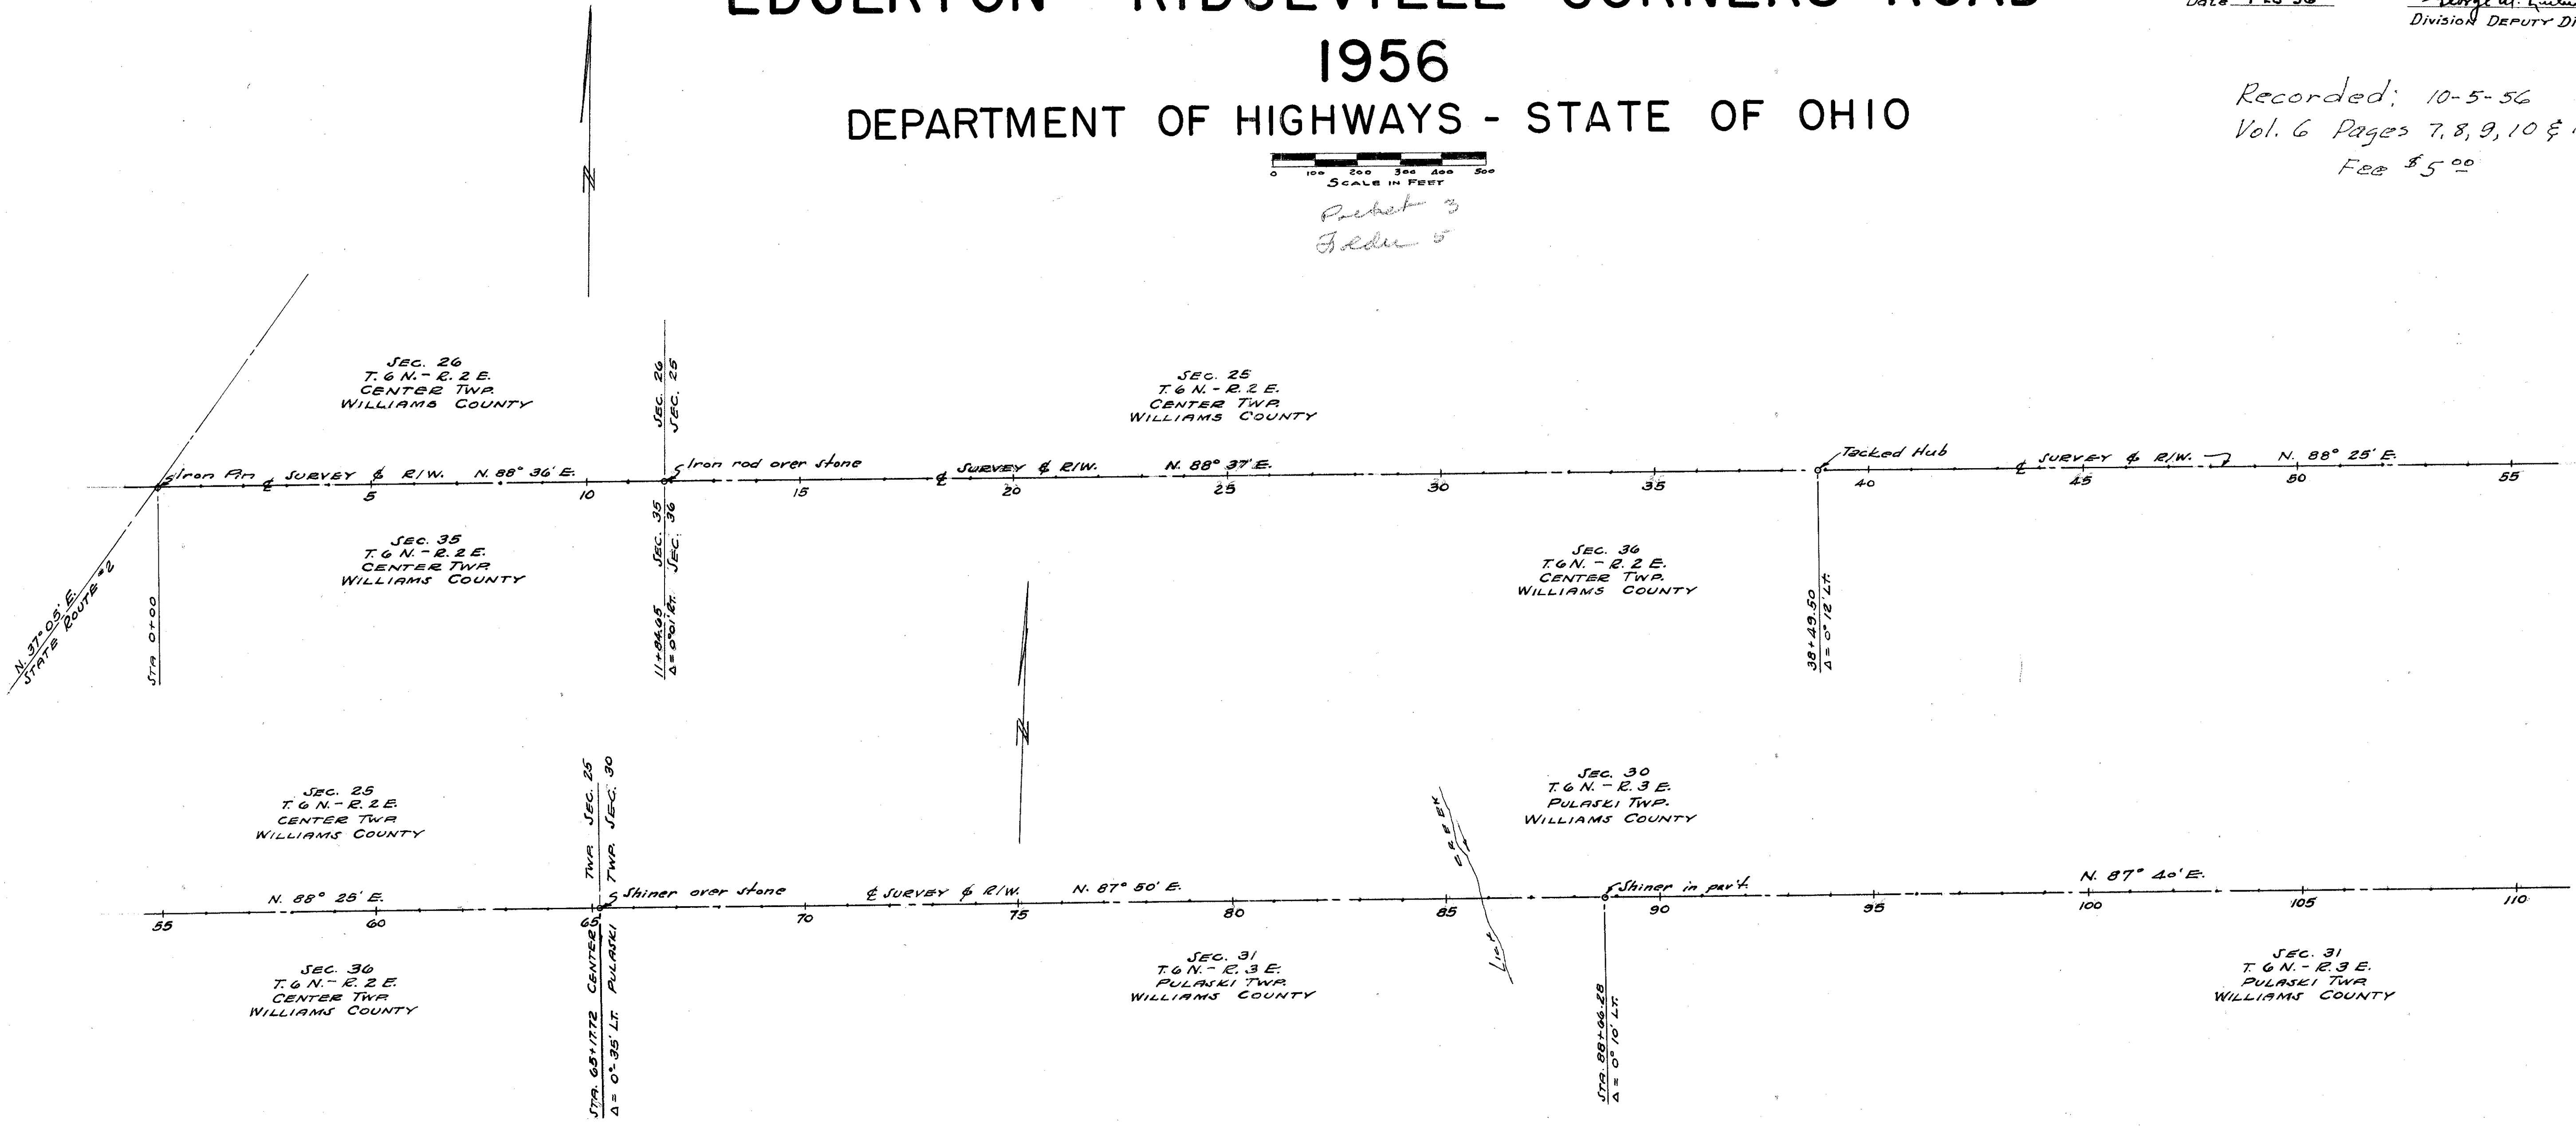 EDGERTON - RIDGEVILLE CORNERS ROAD
1956
DEPARTMENT OF HIGHWAYS - STATE OF OHIO
0 100 200 300 400 500
SCALE IN FEET
Folder 5
Date
Division DEPUTY
Recorded: 10-5-56
Vol. 6 Pages 7, 8, 9, 10 &
Fee $5 00
N
SEC. 26
T. 6 N. - R. 2 E.
CENTER TWP.
WILLIAMS COUNTY
SEC. 26
SEC. 25
SEC. 25
T. 6 N. - R. 2 E.
CENTER TWP.
WILLIAMS COUNTY
Iron Pin ℄ SURVEY & R/W. N. 88° 36' E.
Iron rod over stone
℄ SURVEY & R/W. N. 88° 37' E.
Tacked Hub
℄ SURVEY & R/W. N. 88° 25' E.
5 10 15 20 25 30 35 40 45 50 55
SEC. 35
T. 6 N. - R. 2 E.
CENTER TWP.
WILLIAMS COUNTY
N. 37° 05' E.
STATE ROUTE #2
STA 0+00
11+84.65 SEC. 35
Δ = 0°01' RT. SEC. 36
SEC. 36
T. 6 N. - R. 2 E.
CENTER TWP.
WILLIAMS COUNTY
38+49.50
Δ = 0° 12' LT.
N
SEC. 25
T. 6 N. - R. 2 E.
CENTER TWP.
WILLIAMS COUNTY
SEC. 30
T. 6 N. - R. 3 E.
PULASKI TWP.
WILLIAMS COUNTY
N. 88° 25' E.
Shiner over stone
℄ SURVEY & R/W. N. 87° 50' E.
Shiner in pav't.
N. 87° 40' E.
55 60 65 70 75 80 85 90 95 100 105 110
SEC. 36
T. 6 N. - R. 2 E.
CENTER TWP.
WILLIAMS COUNTY
STA. 65+17.72 CENTER TWP. SEC. 25
Δ = 0°-35' LT. PULASKI TWP. SEC. 30
SEC. 31
T. 6 N. - R. 3 E.
PULASKI TWP.
WILLIAMS COUNTY
CREEK
STA. 88+66.28
Δ = 0° 10' LT.
SEC. 31
T. 6 N. - R. 3 E.
PULASKI TWP.
WILLIAMS COUNTY